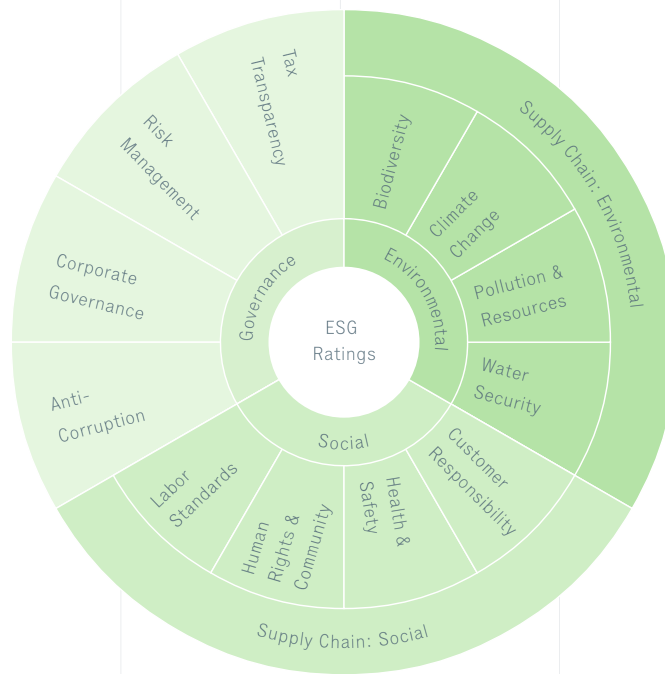 ESG
Ratings
Environmental
Social
Governance
Supply Chain: Environmental
Biodiversity
Climate
Change
Pollution &
Resources
Water
Security
Supply Chain: Social
Customer
Responsibility
Health &
Safety
Human
Rights &
Community
Labor
Standards
Anti-
Corruption
Corporate
Governance
Risk
Management
Tax
Transparency